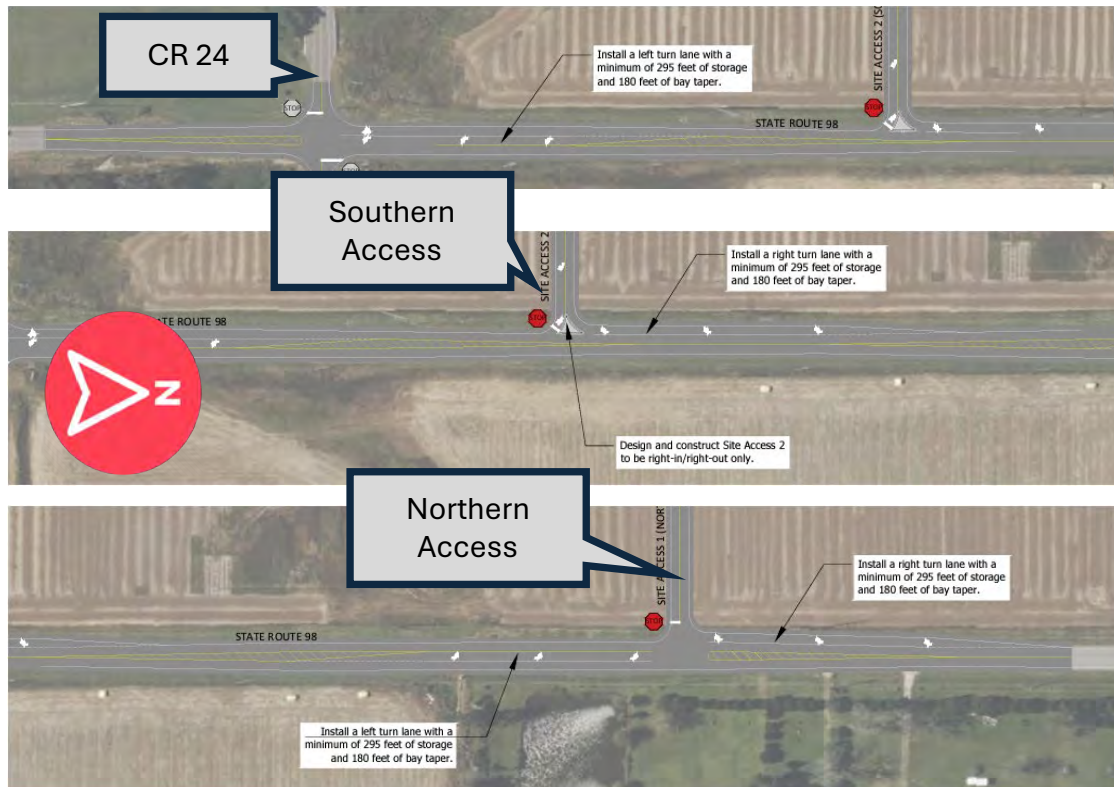 CR 24
Install a left turn lane with a
minimum of 295 feet of storage
and 180 feet of bay taper.
SITE ACCESS 2 (SO
STOP
STOP
STATE ROUTE 98
Southern
Access
SITE ACCESS 2
Install a right turn lane with a
minimum of 295 feet of storage
and 180 feet of bay taper.
STOP
TE ROUTE 98
N
Design and construct Site Access 2
to be right-in/right-out only.
Northern
Access
SITE ACCESS 1 (NOR
Install a right turn lane with a
minimum of 295 feet of storage
and 180 feet of bay taper.
STOP
STATE ROUTE 98
Install a left turn lane with a
minimum of 295 feet of storage
and 180 feet of bay taper.